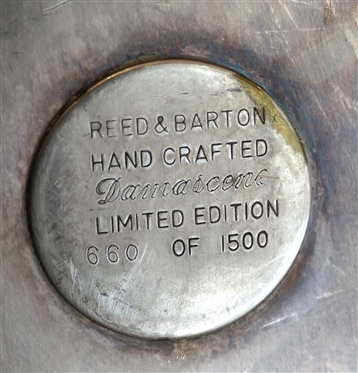 REED & BARTON
HAND CRAFTED
Damascene
LIMITED EDITION
660 OF 1500